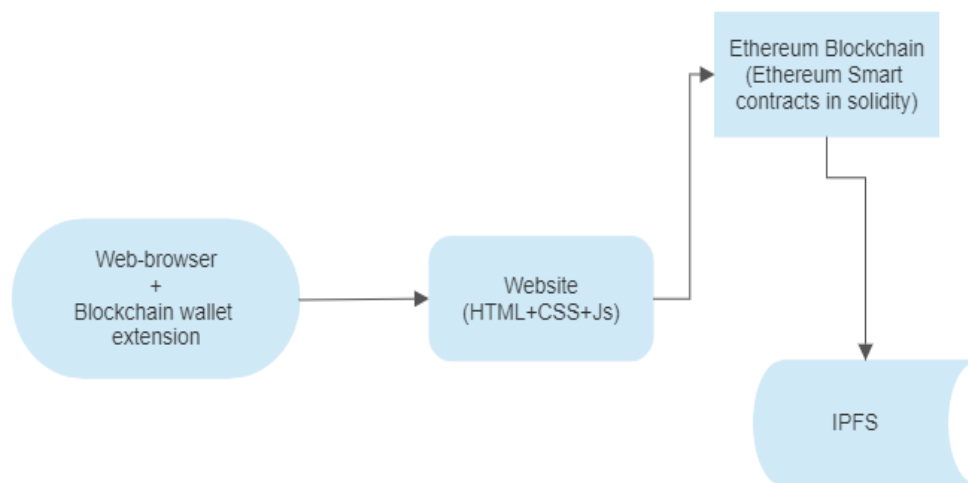 Ethereum Blockchain
(Ethereum Smart
contracts in solidity)
Web-browser
+
Blockchain wallet
extension
Website
(HTML+CSS+Js)
IPFS